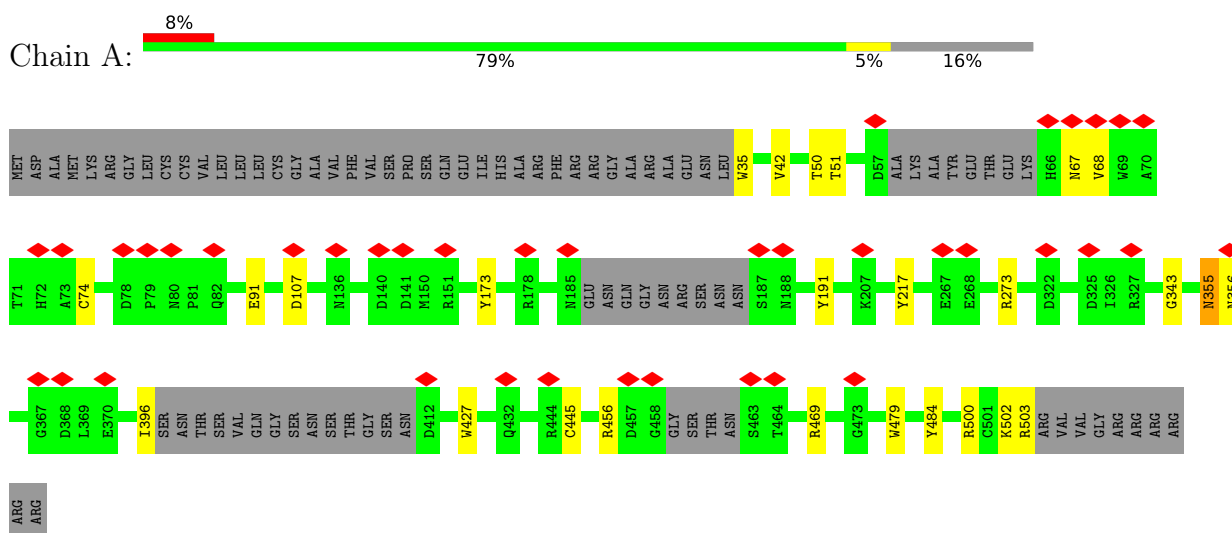 8%
Chain A:
79% 5% 16%
MET ASP ALA MET LYS ARG GLY LEU CYS CYS VAL LEU LEU LEU CYS GLY ALA VAL PHE VAL SER PRO SER GLN GLU ILE HIS ALA ARG PHE ARG ARG GLY ALA ARG ALA GLU ASN LEU W35 V42 T50 T51 D57 ALA LYS ALA TYR GLU THR GLU LYS H66 N67 V68 W69 A70
T71 H72 A73 C74 D78 P79 N80 P81 Q82 E91 D107 N136 D140 D141 M150 R151 Y173 R178 N185 GLU ASN GLN GLY ASN ARG SER ASN ASN S187 N188 Y191 K207 Y217 E267 E268 R273 D322 D325 I326 R327 G343 N355
G367 D368 L369 E370 I396 SER ASN THR SER VAL GLN GLY SER ASN SER THR GLY SER ASN D412 W427 Q432 R444 C445 R456 D457 G458 GLY SER THR ASN S463 T464 R469 G473 W479 Y484 R500 C501 K502 R503 ARG VAL VAL GLY ARG ARG ARG ARG
ARG ARG